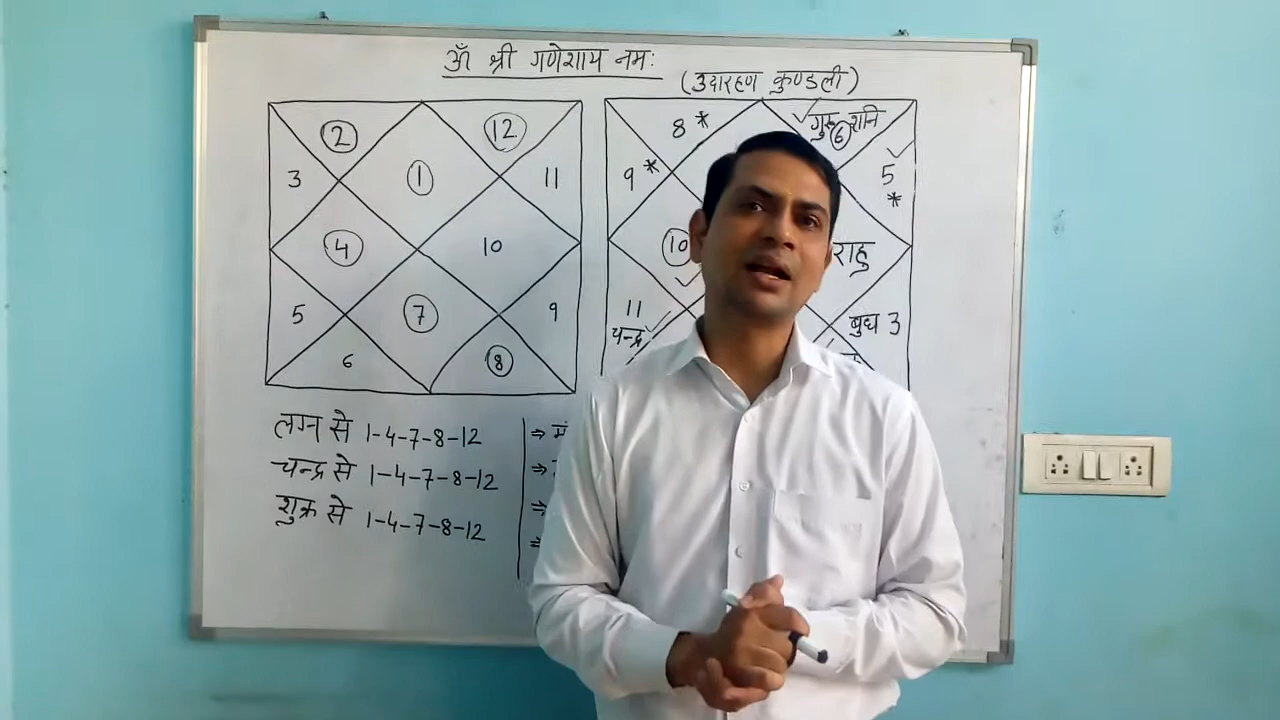 ॐ श्री गणेशाय नमः
(उदारहण कुण्डली)
2
12
3
1
11
4
10
5
7
9
6
8
8 *
गुरु शनि
6
9 *
5
*
10
राहु
11
चन्द्र
बुध 3
लग्न से 1-4-7-8-12
चन्द्र से 1-4-7-8-12
शुक्र से 1-4-7-8-12
⇒
⇒
⇒
⇒